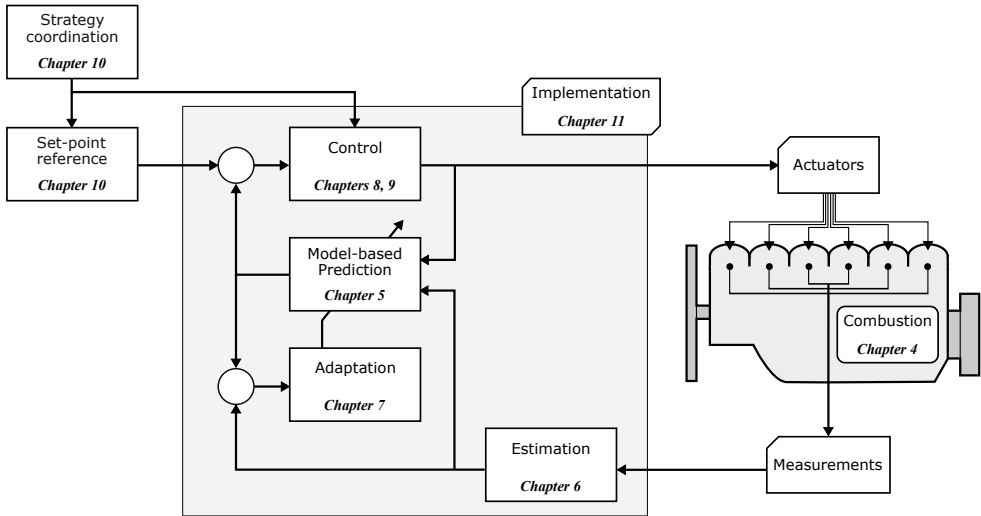 Strategy
coordination
Chapter 10
Set-point
reference
Chapter 10
Implementation
Chapter 11
Control
Chapters 8, 9
Actuators
Model-based
Prediction
Chapter 5
Combustion
Chapter 4
Adaptation
Chapter 7
Estimation
Chapter 6
Measurements